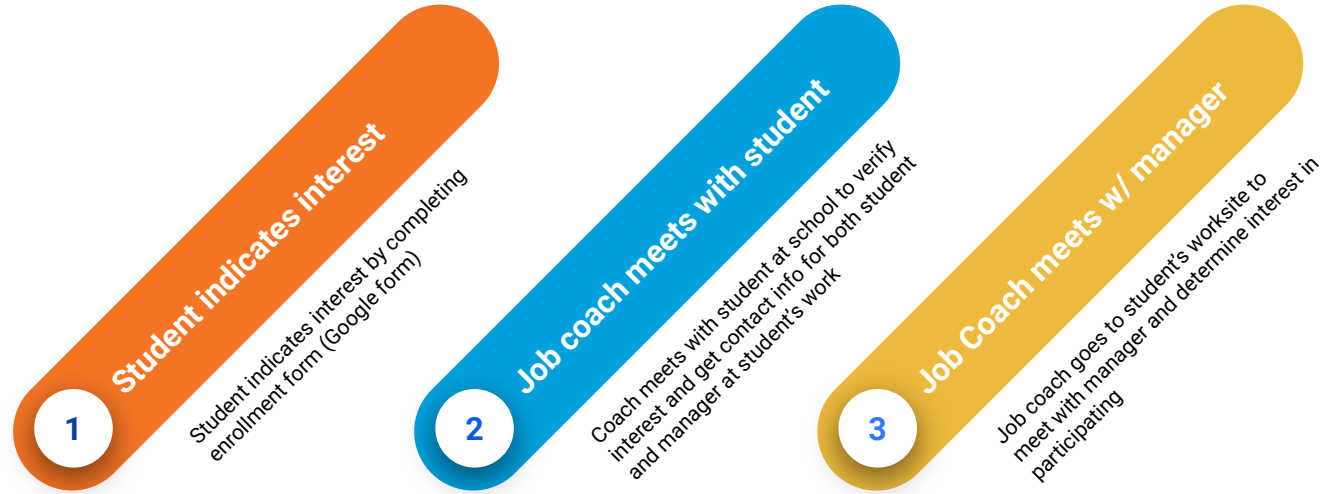 1
Student indicates interest
Student indicates interest by completing
enrollment form (Google form)
2
Job coach meets with student
Coach meets with student at school to verify
interest and get contact info for both student
and manager at student's work
3
Job Coach meets w/ manager
Job coach goes to student's worksite to
meet with manager and determine interest in
participating